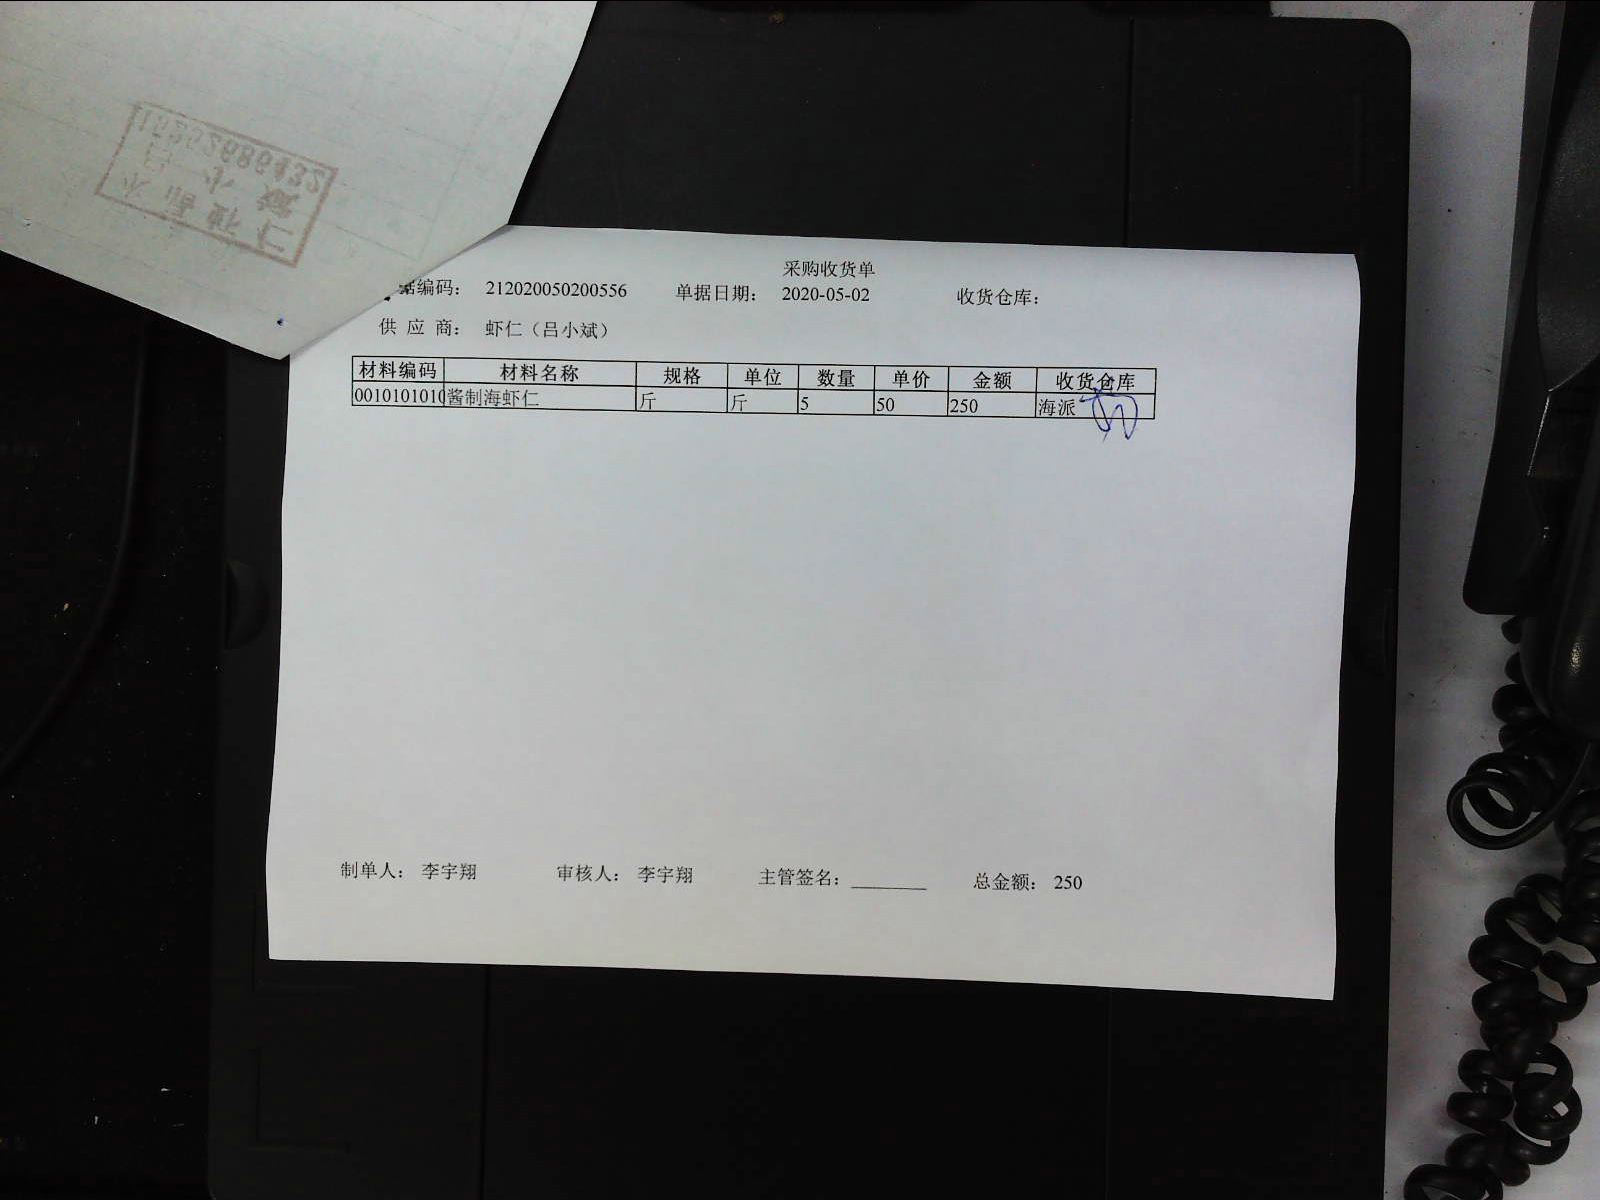 采购收货单
据编码： 212020050200556 单据日期： 2020-05-02 收货仓库：
供 应 商： 虾仁（吕小斌）
材料编码 材料名称 规格 单位 数量 单价 金额 收货仓库
0010101010 酱制海虾仁 斤 斤 5 50 250 海派
制单人： 李宇翔 审核人： 李宇翔 主管签名：________ 总金额： 250